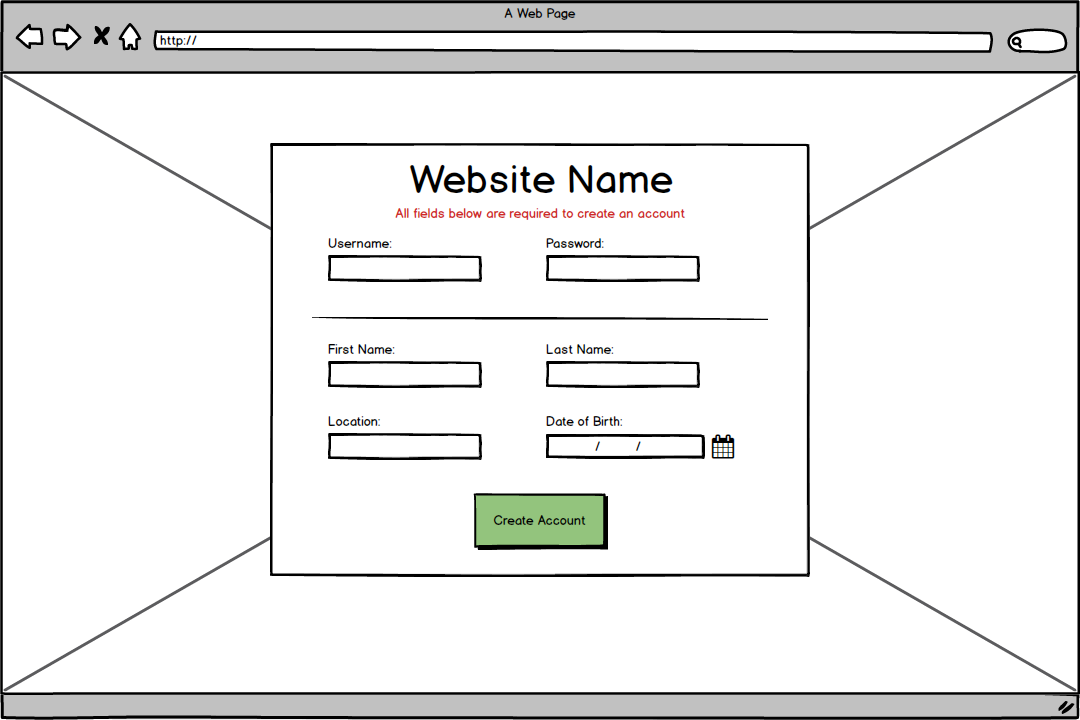 A Web Page
http://
Website Name
All fields below are required to create an account
Username: Password:
First Name: Last Name:
Location: Date of Birth:
/ /
Create Account